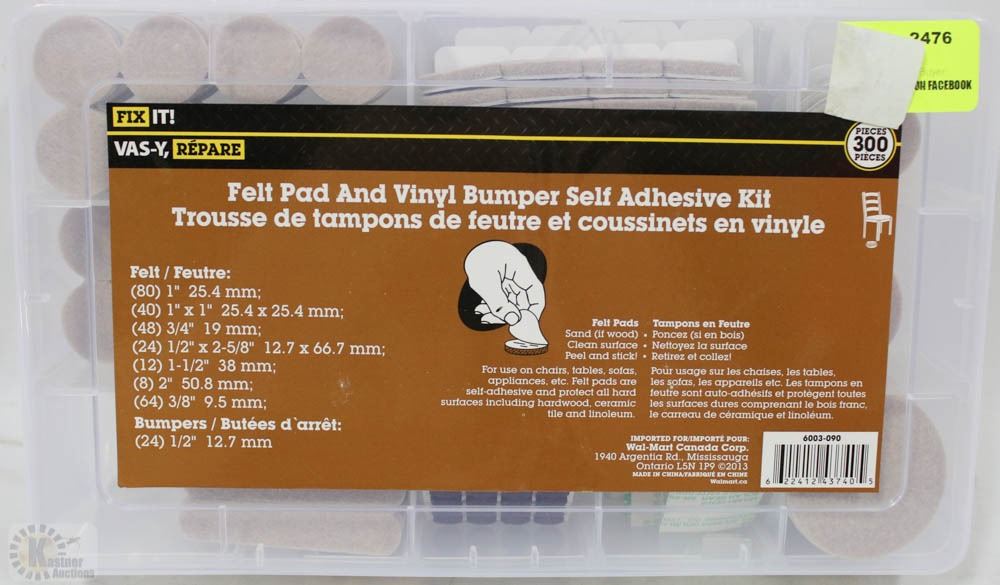 2476
ON FACEBOOK
FIX IT!
VAS-Y, RÉPARE
PIECES
300
PIECES
Felt Pad And Vinyl Bumper Self Adhesive Kit
Trousse de tampons de feutre et coussinets en vinyle
Felt / Feutre:
(80) 1" 25.4 mm;
(40) 1" x 1" 25.4 x 25.4 mm;
(48) 3/4" 19 mm;
(24) 1/2" x 2-5/8" 12.7 x 66.7 mm;
(12) 1-1/2" 38 mm;
(8) 2" 50.8 mm;
(64) 3/8" 9.5 mm;
Bumpers / Butées d`arrêt:
(24) 1/2" 12.7 mm
Felt Pads
Sand (if wood) •
Clean surface •
Peel and stick! •
For use on chairs, tables, sofas,
appliances, etc. Felt pads are
self-adhesive and protect all hard
surfaces including hardwood, ceramic
tile and linoleum.
Tampons en Feutre
Poncez (si en bois)
Nettoyez la surface
Retirez et collez!
Pour usage sur les chaises, les tables,
les sofas, les appareils etc. Les tampons en
feutre sont auto-adhésifs et protègent toutes
les surfaces dures comprenant le bois franc,
le carreau de céramique et linoléum.
IMPORTED FOR/IMPORTÉ POUR:
Wal-Mart Canada Corp.
1940 Argentia Rd., Mississauga
Ontario L5N 1P9 ©2013
MADE IN CHINA/FABRIQUÉ EN CHINE
Walmart.ca
6003-090
6 22412 43740 5
Kastner
Auctions